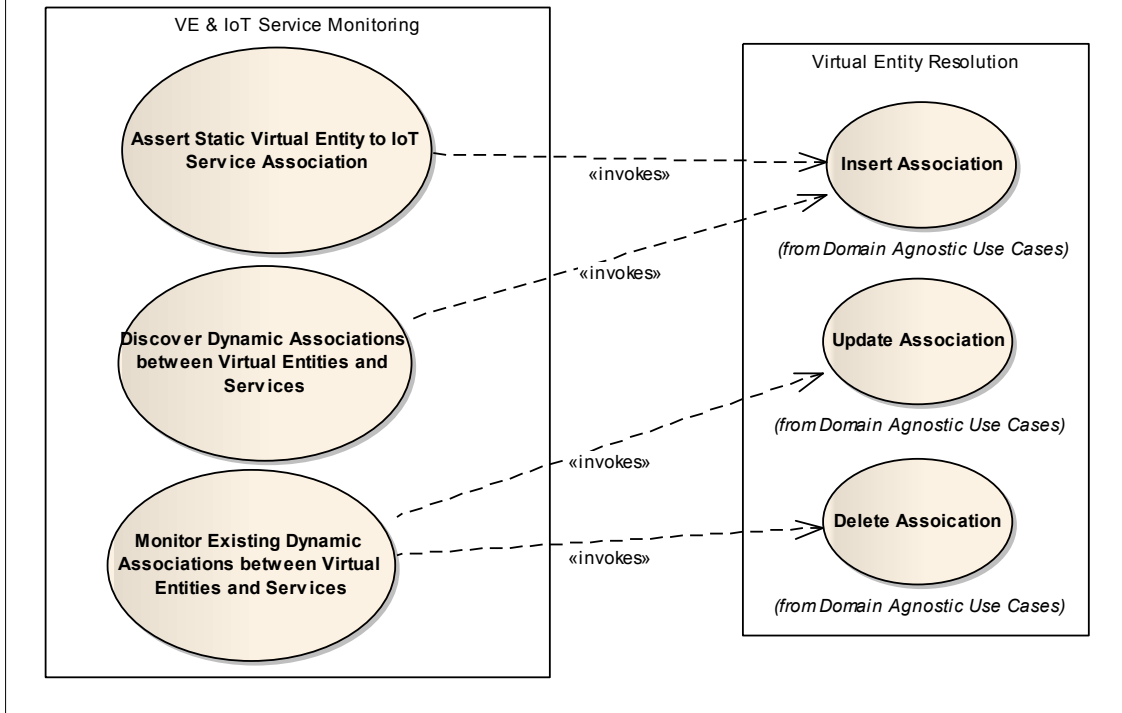 VE & IoT Service Monitoring
Assert Static Virtual Entity to IoT
Service Association
Discover Dynamic Associations
between Virtual Entities and
Services
Monitor Existing Dynamic
Associations between Virtual
Entities and Services
«invokes»
«invokes»
«invokes»
«invokes»
Virtual Entity Resolution
Insert Association
(from Domain Agnostic Use Cases)
Update Association
(from Domain Agnostic Use Cases)
Delete Assoication
(from Domain Agnostic Use Cases)